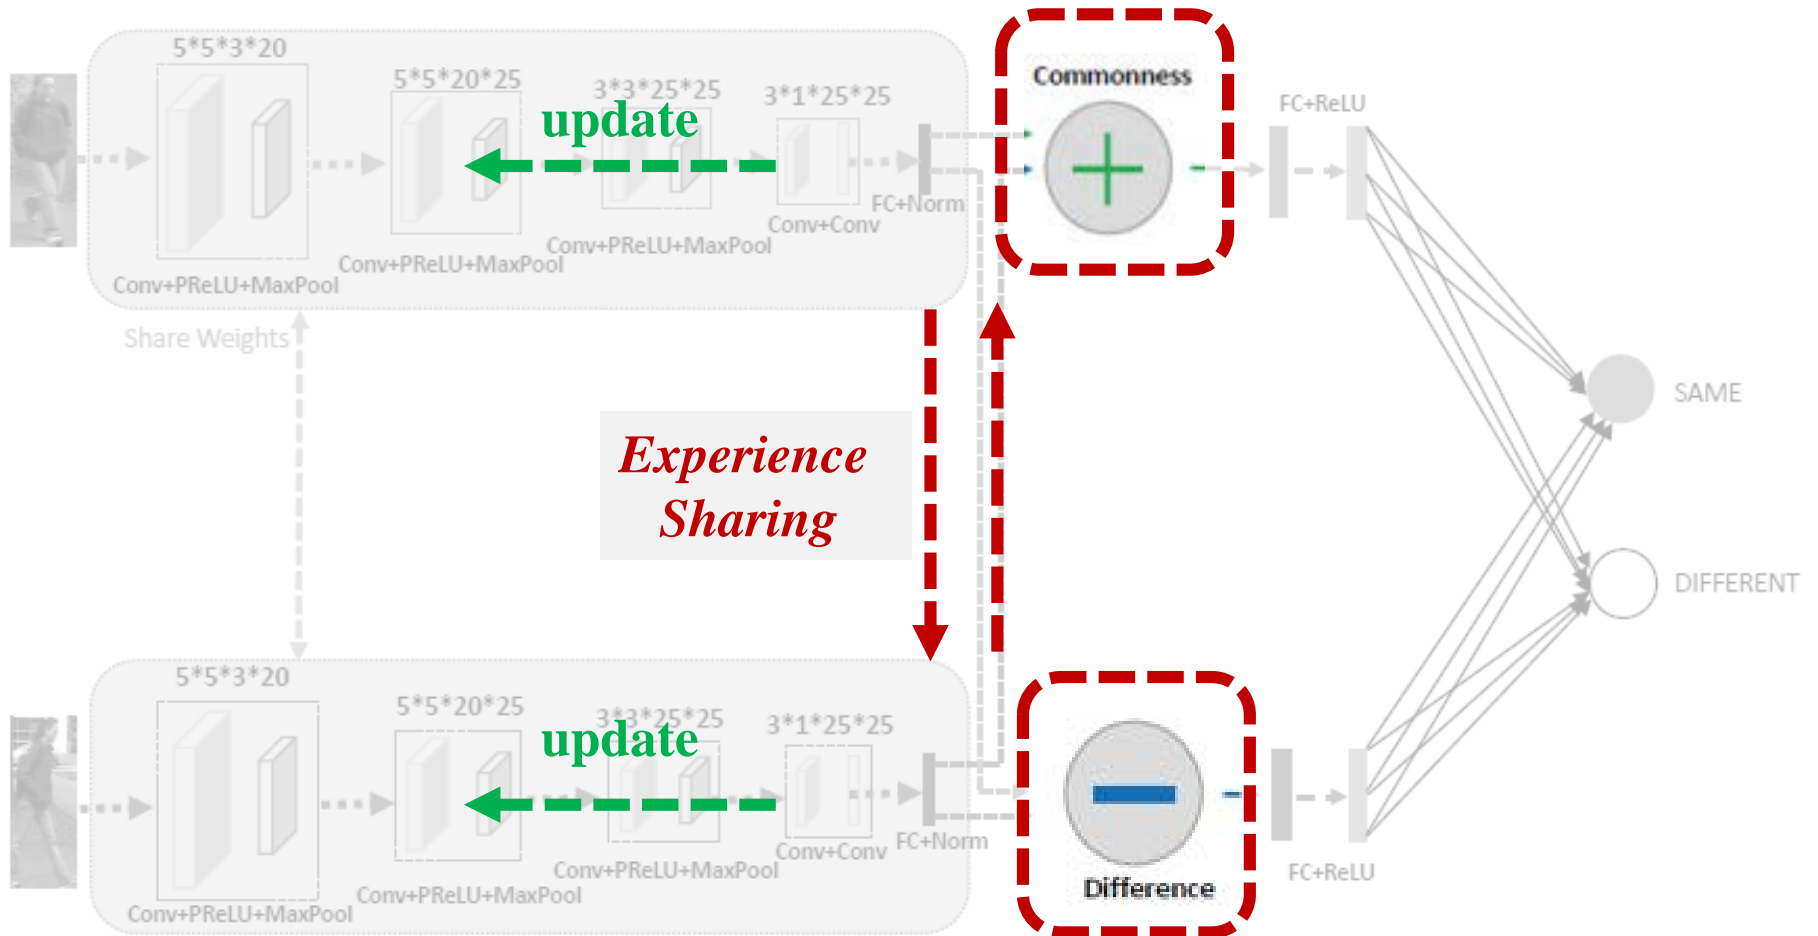 5*5*3*20
5*5*20*25
3*3*25*25
3*1*25*25
update
Commonness
FC+ReLU
FC+Norm
Conv+Conv
Conv+PReLU+MaxPool
Conv+PReLU+MaxPool
Conv+PReLU+MaxPool
Share Weights
SAME
Experience
Sharing
DIFFERENT
5*5*3*20
5*5*20*25
3*3*25*25
3*1*25*25
update
FC+Norm
Conv+Conv
Conv+PReLU+MaxPool
Conv+PReLU+MaxPool
Conv+PReLU+MaxPool
Difference
FC+ReLU